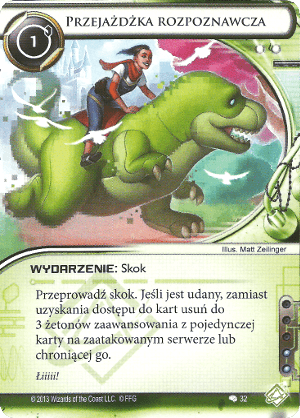 PRZEJAŻDŻKA ROZPOZNAWCZA
1
Illus. Matt Zeilinger
WYDARZENIE: Skok
Przeprowadź skok. Jeśli jest udany, zamiast
uzyskania dostępu do kart usuń do
3 żetonów zaawansowania z pojedynczej
karty na zaatakowanym serwerze lub
chroniącej go.
Łiiiii!
© 2013 Wizards of the Coast LLC. © FFG
32